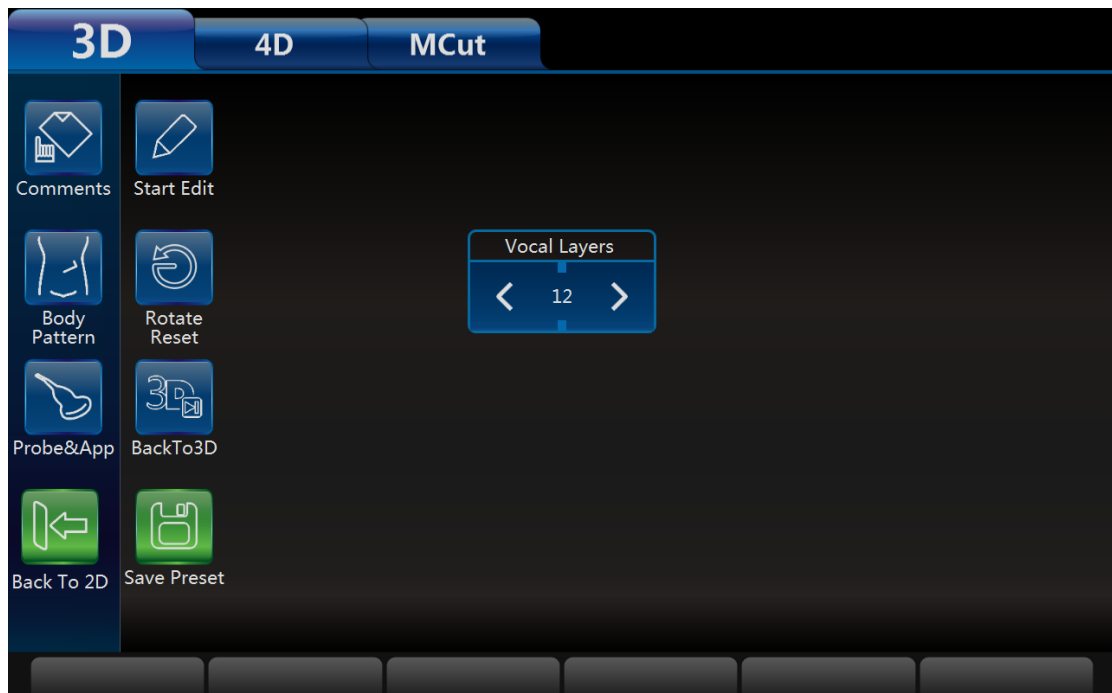 3D
4D
MCut
Comments
Start Edit
Vocal Layers
12
Body
Pattern
Rotate
Reset
3D
Probe&App
BackTo3D
Back To 2D
Save Preset